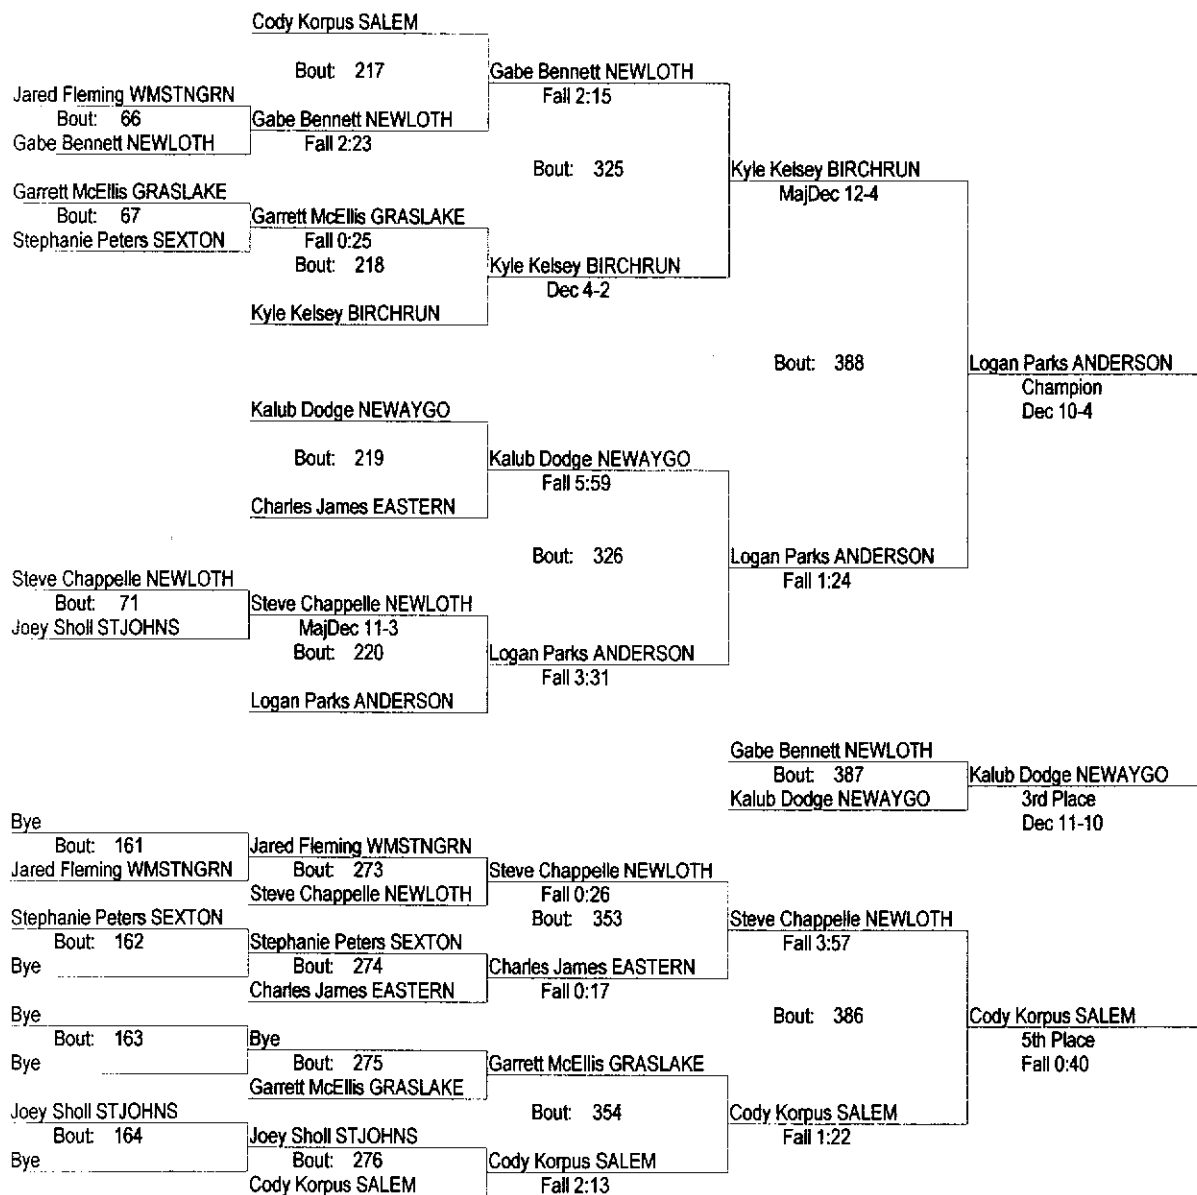 Cody Korpus SALEM
Bout: 217
Gabe Bennett NEWLOTH
Fall 2:15
Jared Fleming WMSTNGRN
Bout: 66
Gabe Bennett NEWLOTH
Gabe Bennett NEWLOTH
Fall 2:23
Bout: 325
Kyle Kelsey BIRCHRUN
MajDec 12-4
Garrett McEllis GRASLAKE
Bout: 67
Stephanie Peters SEXTON
Garrett McEllis GRASLAKE
Fall 0:25
Bout: 218
Kyle Kelsey BIRCHRUN
Dec 4-2
Kyle Kelsey BIRCHRUN
Bout: 388
Logan Parks ANDERSON
Champion
Dec 10-4
Kalub Dodge NEWAYGO
Bout: 219
Kalub Dodge NEWAYGO
Fall 5:59
Charles James EASTERN
Bout: 326
Logan Parks ANDERSON
Fall 1:24
Steve Chappelle NEWLOTH
Bout: 71
Joey Sholl STJOHNS
Steve Chappelle NEWLOTH
MajDec 11-3
Bout: 220
Logan Parks ANDERSON
Fall 3:31
Logan Parks ANDERSON
Gabe Bennett NEWLOTH
Bout: 387
Kalub Dodge NEWAYGO
Kalub Dodge NEWAYGO
3rd Place
Dec 11-10
Bye
Bout: 161
Jared Fleming WMSTNGRN
Jared Fleming WMSTNGRN
Bout: 273
Steve Chappelle NEWLOTH
Steve Chappelle NEWLOTH
Fall 0:26
Bout: 353
Steve Chappelle NEWLOTH
Fall 3:57
Stephanie Peters SEXTON
Bout: 162
Bye
Stephanie Peters SEXTON
Bout: 274
Charles James EASTERN
Charles James EASTERN
Fall 0:17
Bout: 386
Cody Korpus SALEM
5th Place
Fall 0:40
Bye
Bout: 163
Bye
Bye
Bout: 275
Garrett McEllis GRASLAKE
Garrett McEllis GRASLAKE
Bout: 354
Cody Korpus SALEM
Fall 1:22
Joey Sholl STJOHNS
Bout: 164
Bye
Joey Sholl STJOHNS
Bout: 276
Cody Korpus SALEM
Cody Korpus SALEM
Fall 2:13